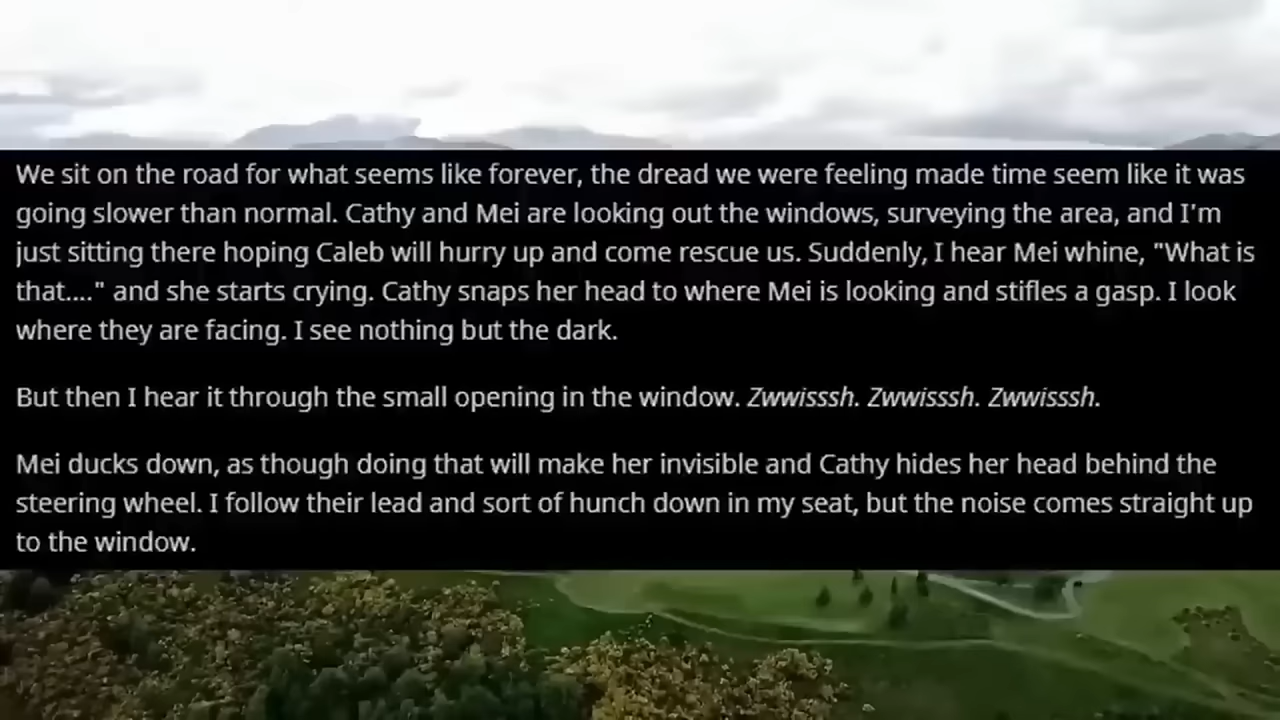 We sit on the road for what seems like forever, the dread we were feeling made time seem like it was
going slower than normal. Cathy and Mei are looking out the windows, surveying the area, and I'm
just sitting there hoping Caleb will hurry up and come rescue us. Suddenly, I hear Mei whine, "What is
that...." and she starts crying. Cathy snaps her head to where Mei is looking and stifles a gasp. I look
where they are facing. I see nothing but the dark.
But then I hear it through the small opening in the window. Zwwisssh. Zwwisssh. Zwwisssh.
Mei ducks down, as though doing that will make her invisible and Cathy hides her head behind the
steering wheel. I follow their lead and sort of hunch down in my seat, but the noise comes straight up
to the window.